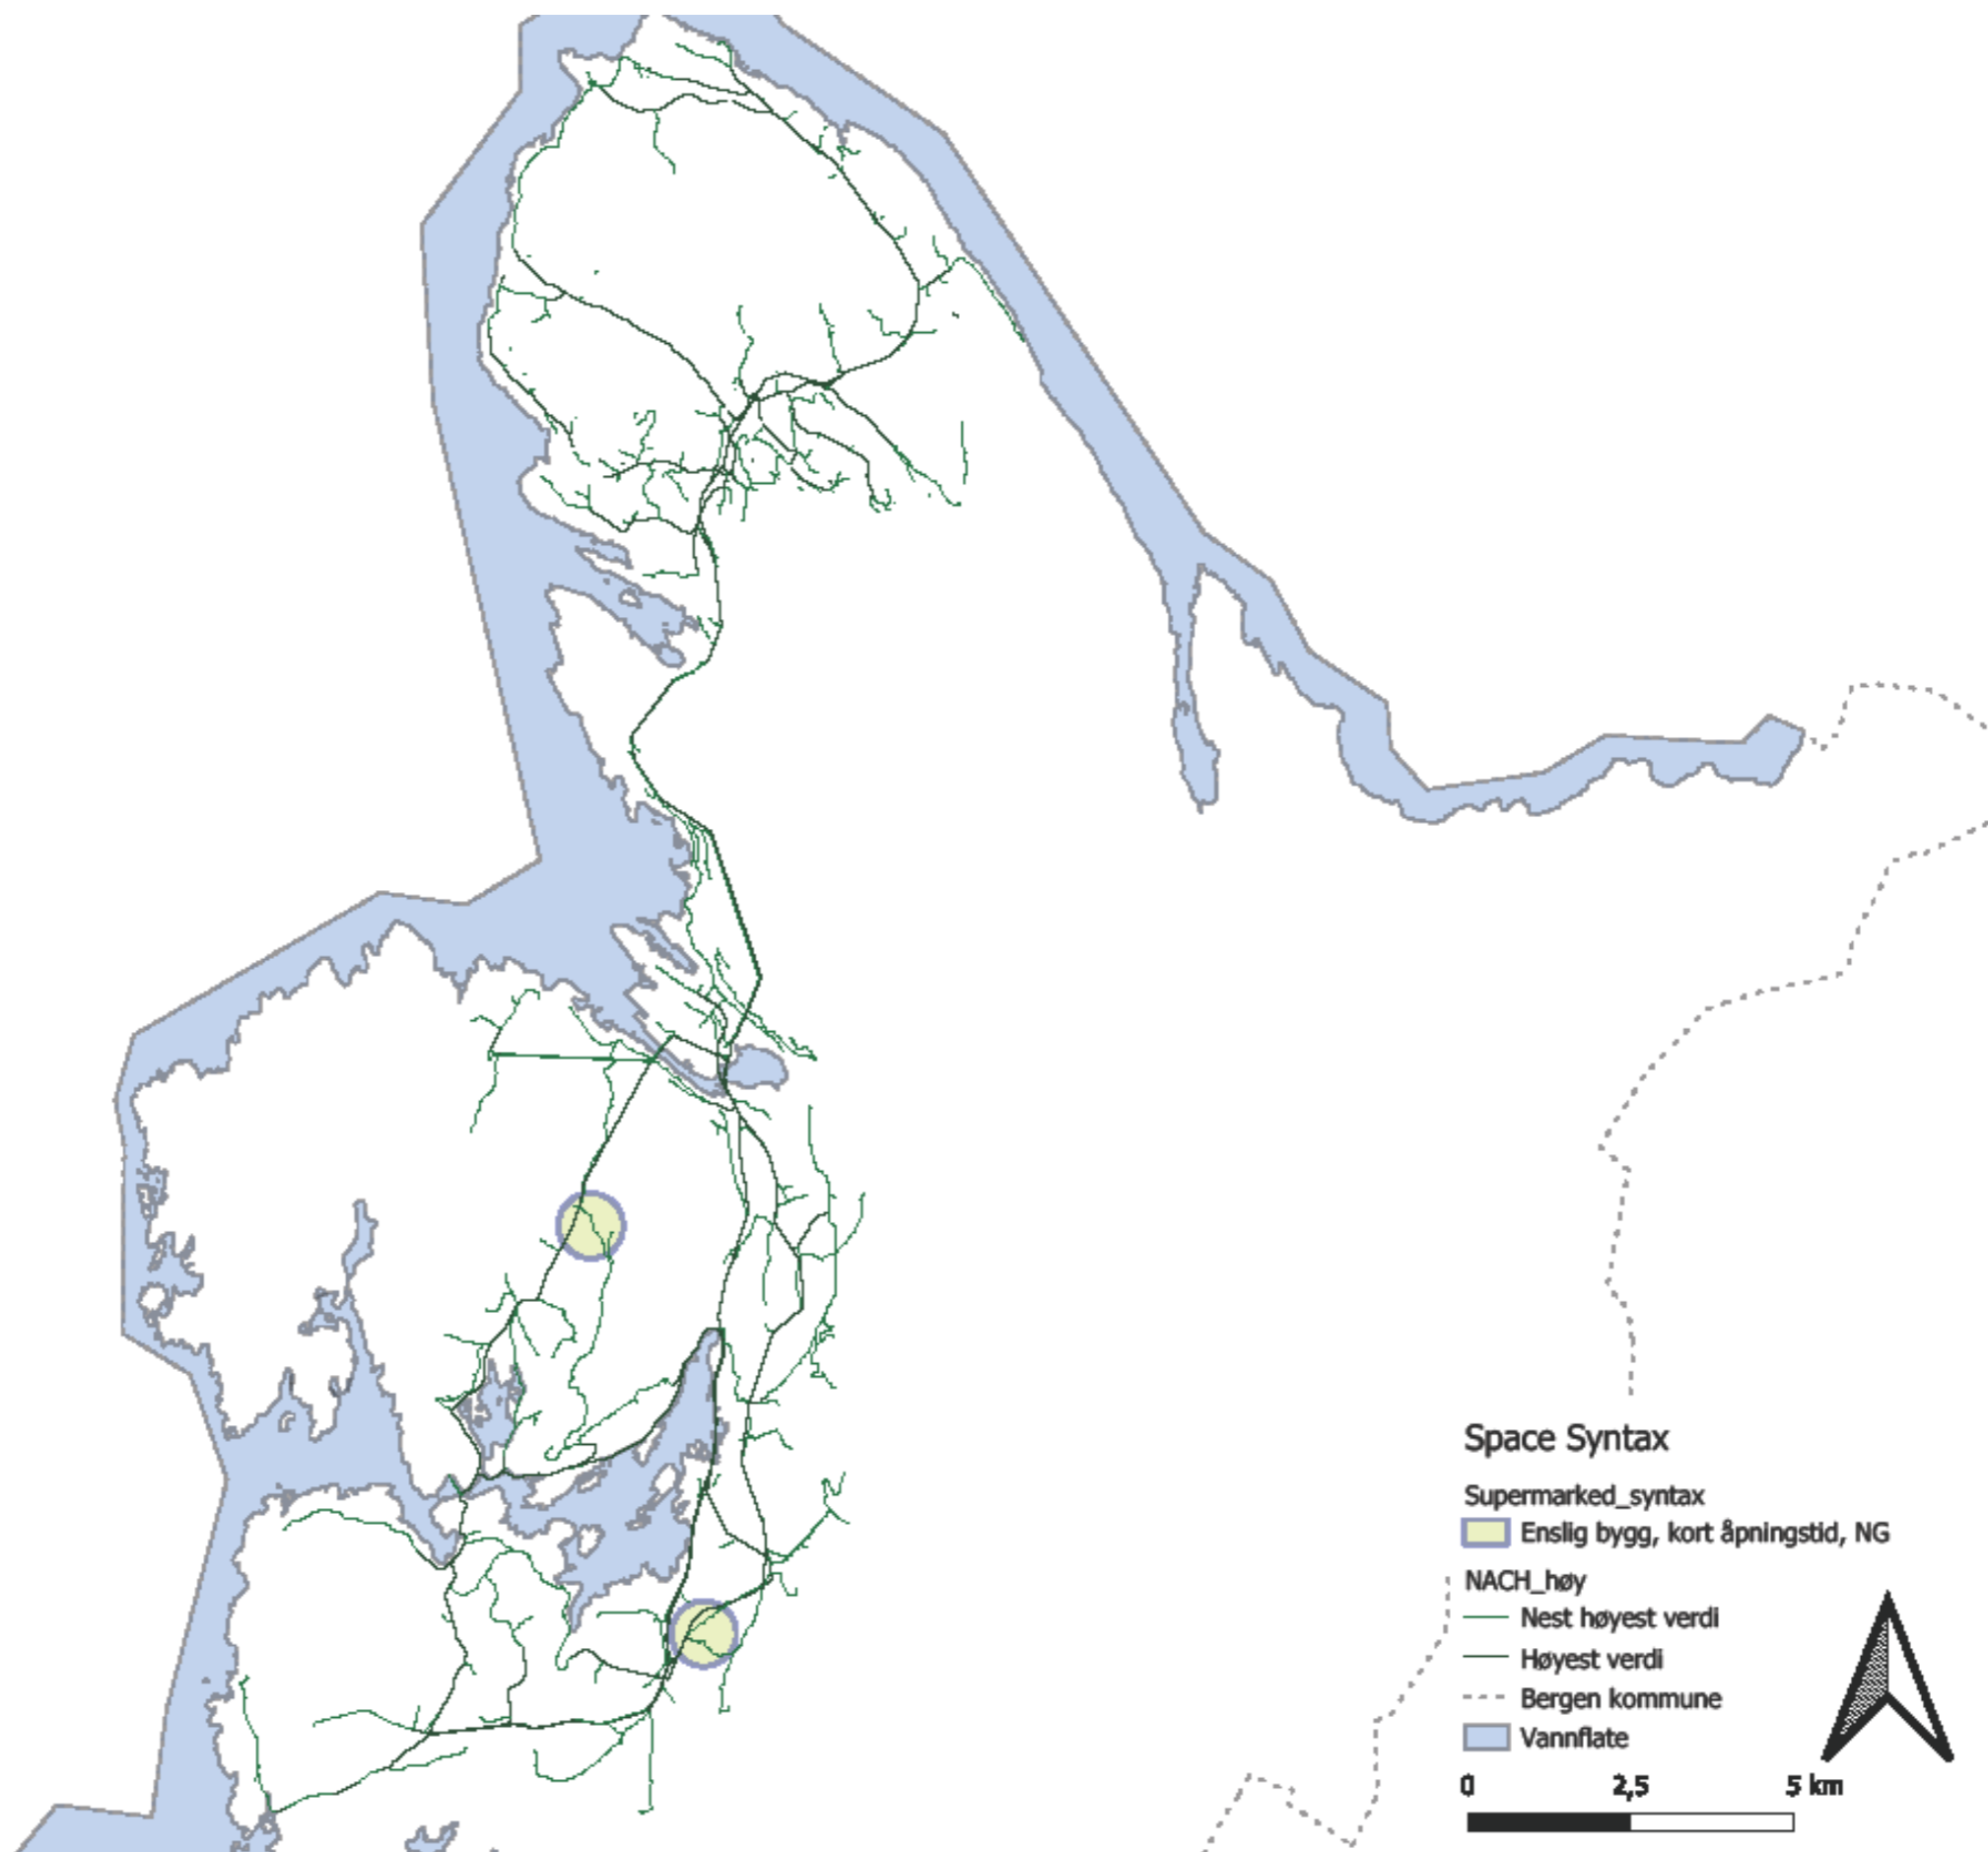 Space Syntax
Supermarked_syntax
Enslig bygg, kort åpningstid, NG
NACH_høy
Nest høyest verdi
Høyest verdi
Bergen kommune
Vannflate
0 2,5 5 km